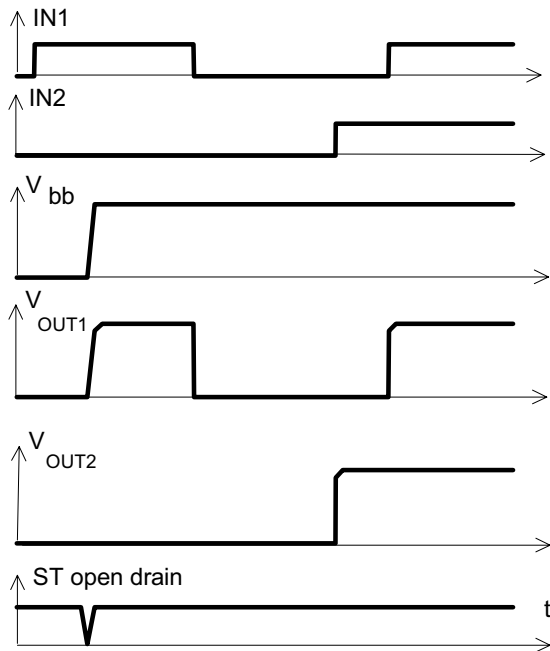 IN1
IN2
V bb
V OUT1
V OUT2
ST open drain
t